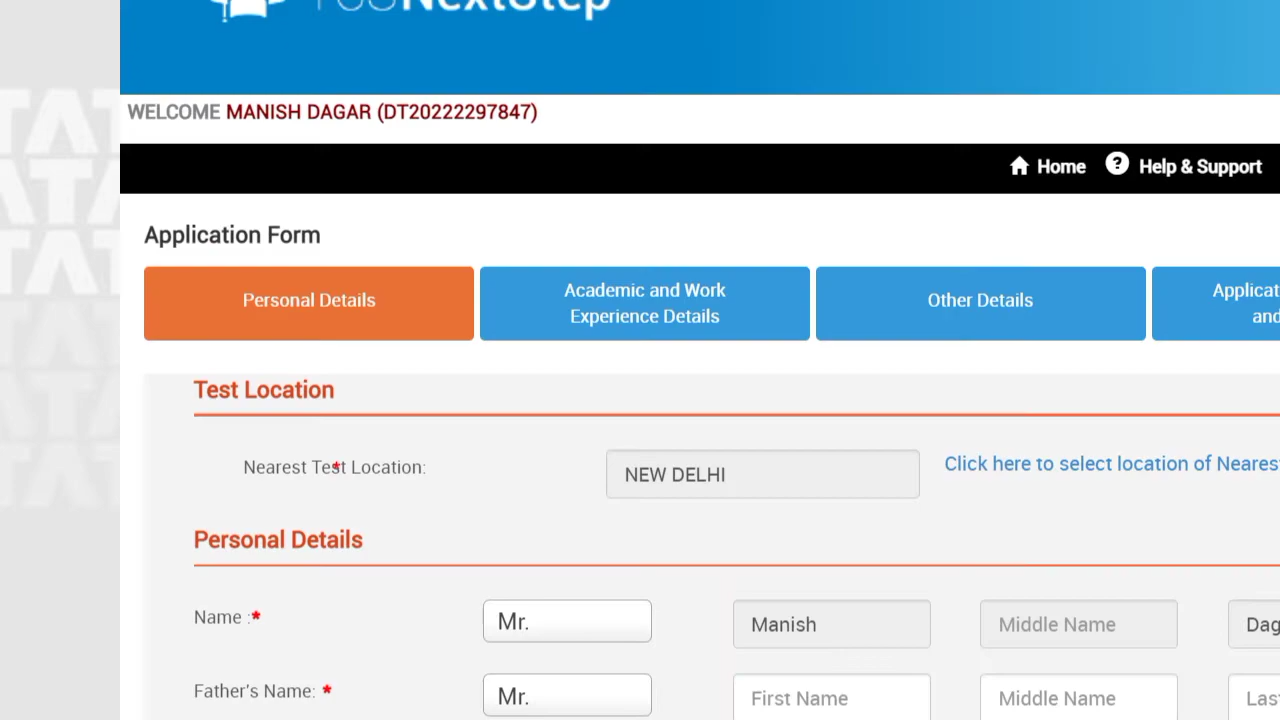 TCSNextStep
WELCOME MANISH DAGAR (DT20222297847)
Home Help & Support
Application Form
Personal Details
Academic and Work
Experience Details
Other Details
and
Test Location
Nearest Test Location:*
NEW DELHI
Click here to select location of
Personal Details
Name :*
Mr.
Manish
Middle Name
Father's Name: *
Mr.
First Name
Middle Name